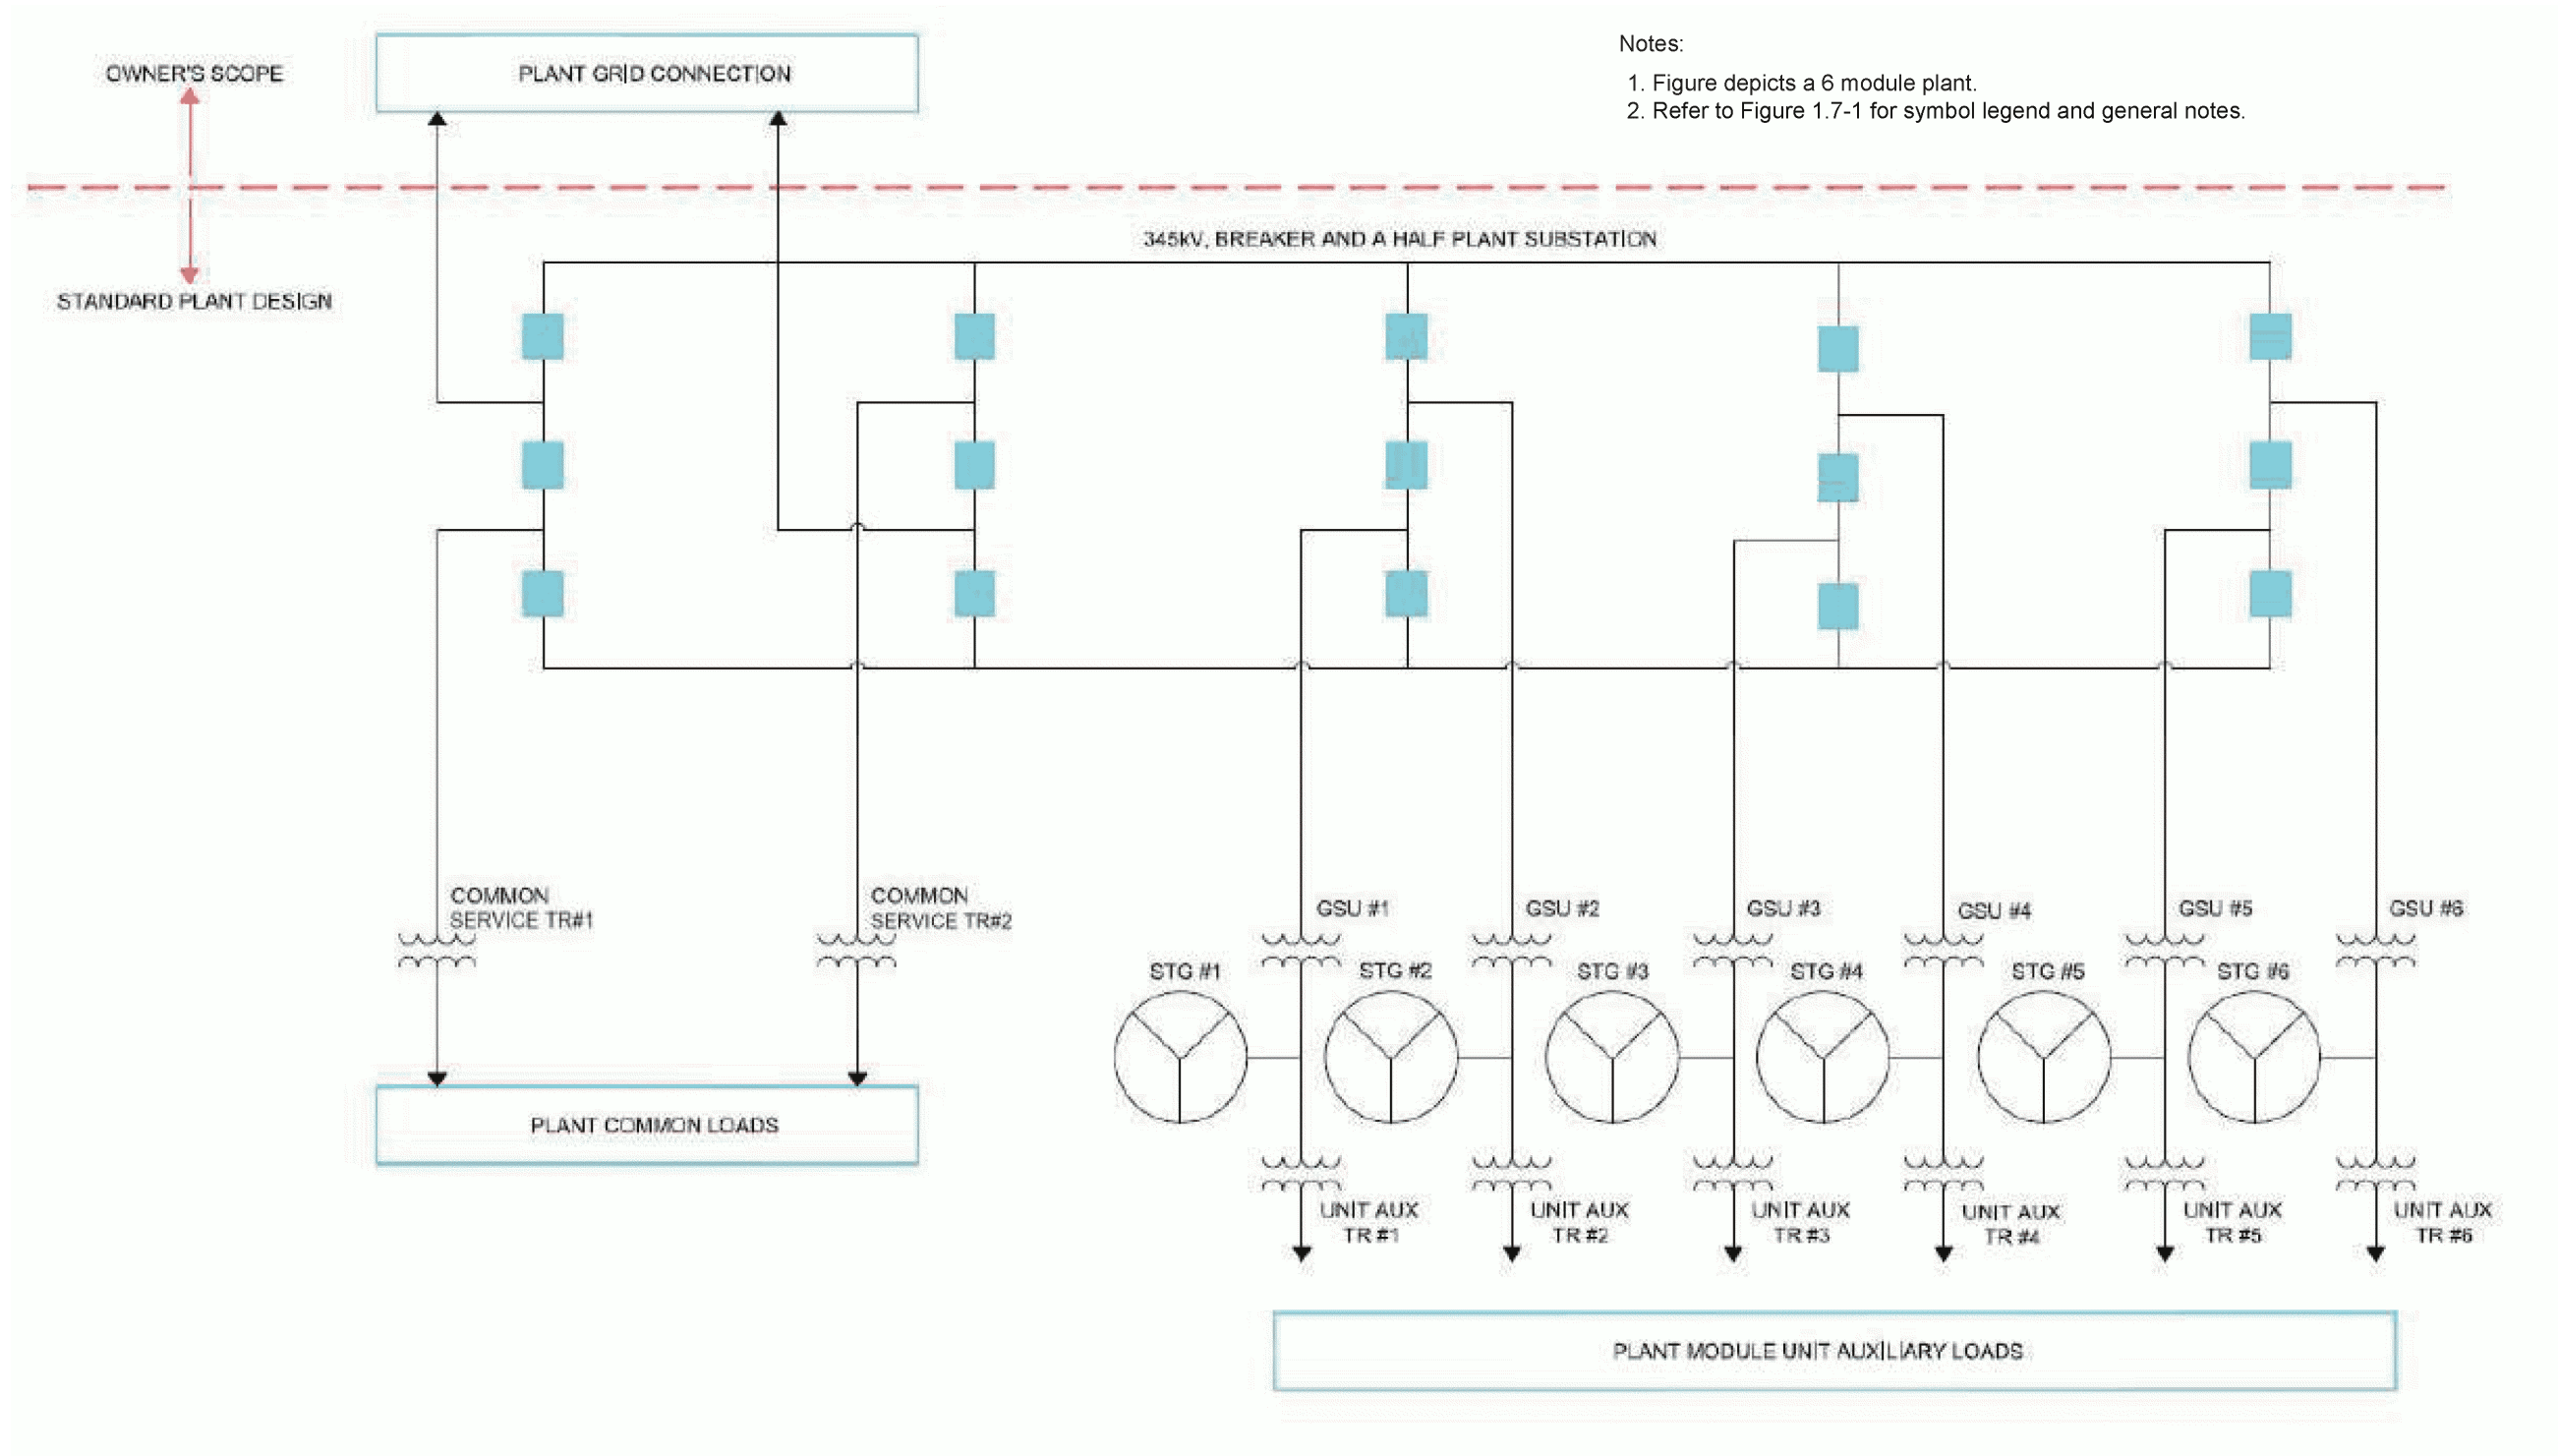 OWNER'S SCOPE
PLANT GRID CONNECTION
Notes:
1. Figure depicts a 6 module plant.
2. Refer to Figure 1.7-1 for symbol legend and general notes.
STANDARD PLANT DESIGN
345kV, BREAKER AND A HALF PLANT SUBSTATION
COMMON
SERVICE TR#1
COMMON
SERVICE TR#2
GSU #1
GSU #2
GSU #3
GSU #4
GSU #5
GSU #6
STG #1
STG #2
STG #3
STG #4
STG #5
STG #6
PLANT COMMON LOADS
UNIT AUX
TR #1
UNIT AUX
TR #2
UNIT AUX
TR #3
UNIT AUX
TR #4
UNIT AUX
TR #5
UNIT AUX
TR #6
PLANT MODULE UNIT AUXILIARY LOADS